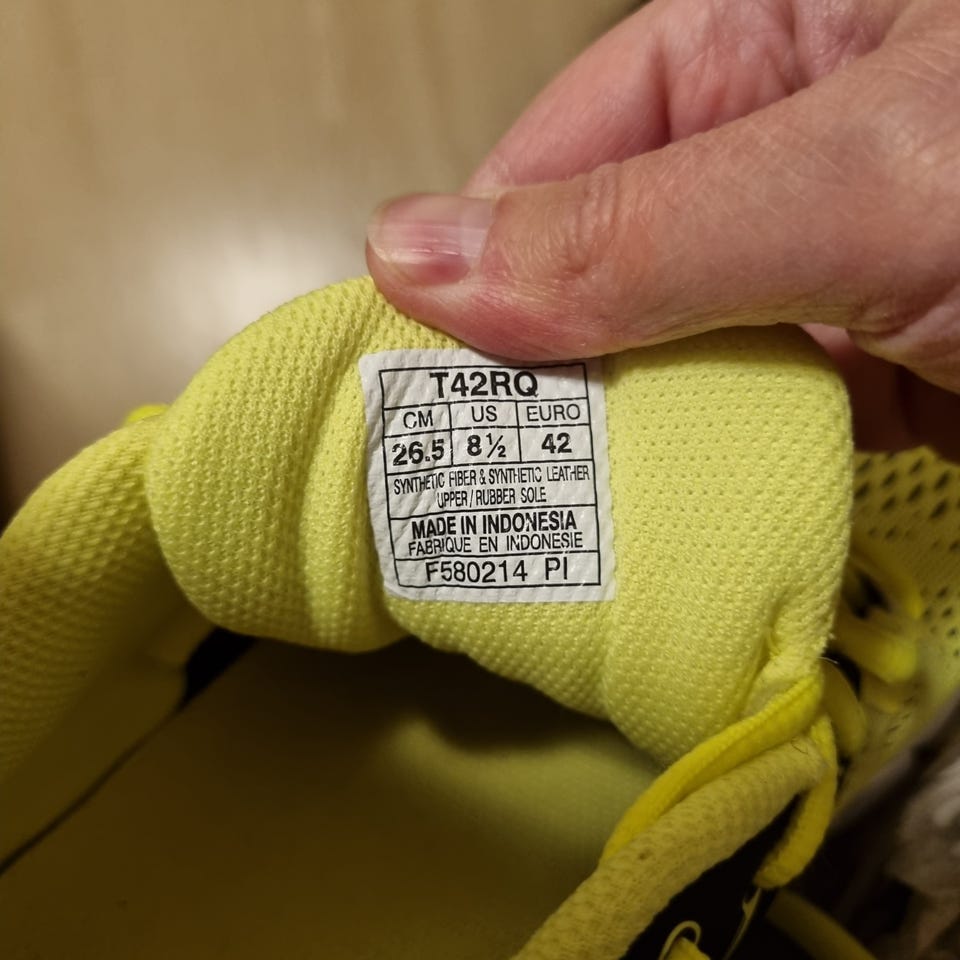 T42RQ
CM US EURO
26.5 8½ 42
SYNTHETIC FIBER & SYNTHETIC LEATHER
UPPER / RUBBER SOLE
MADE IN INDONESIA
FABRIQUE EN INDONESIE
F580214 PI